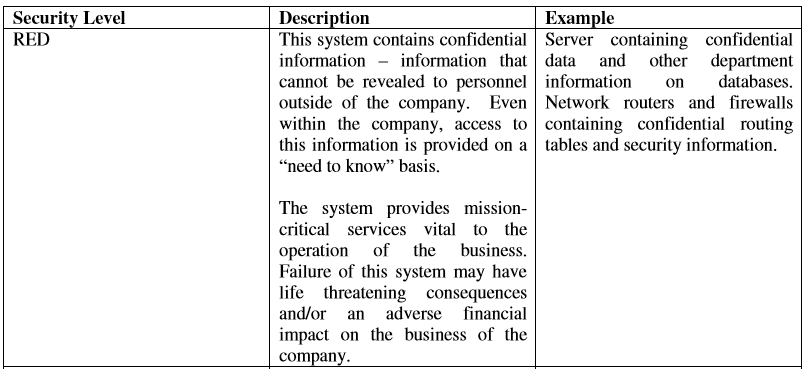 Security Level
Description
Example
RED
This system contains confidential
information – information that
cannot be revealed to personnel
outside of the company. Even
within the company, access to
this information is provided on a
“need to know” basis.
The system provides mission-
critical services vital to the
operation of the business.
Failure of this system may have
life threatening consequences
and/or an adverse financial
impact on the business of the
company.
Server containing confidential
data and other department
information on databases.
Network routers and firewalls
containing confidential routing
tables and security information.